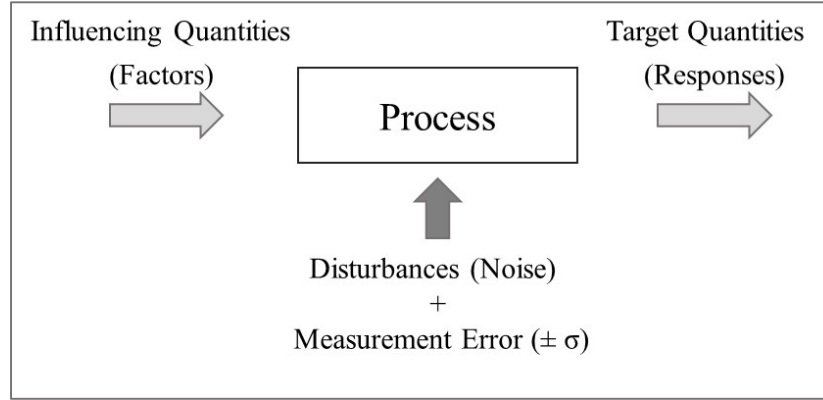 Influencing Quantities
(Factors)
Process
Target Quantities
(Responses)
Disturbances (Noise)
+
Measurement Error (± σ)